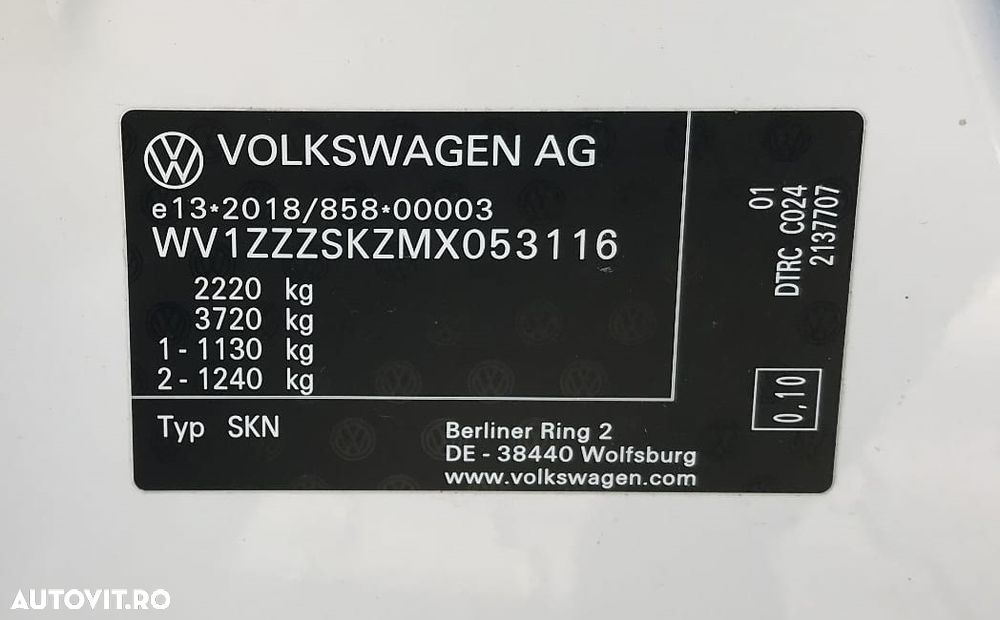 VOLKSWAGEN AG
e13*2018/858*00003
WV1ZZZSKZMX053116
2220 kg
3720 kg
1 - 1130 kg
2 - 1240 kg
Typ SKN
Berliner Ring 2
DE - 38440 Wolfsburg
www.volkswagen.com
01
DTRC C024
2137707
0,10
AUTOVIT.RO